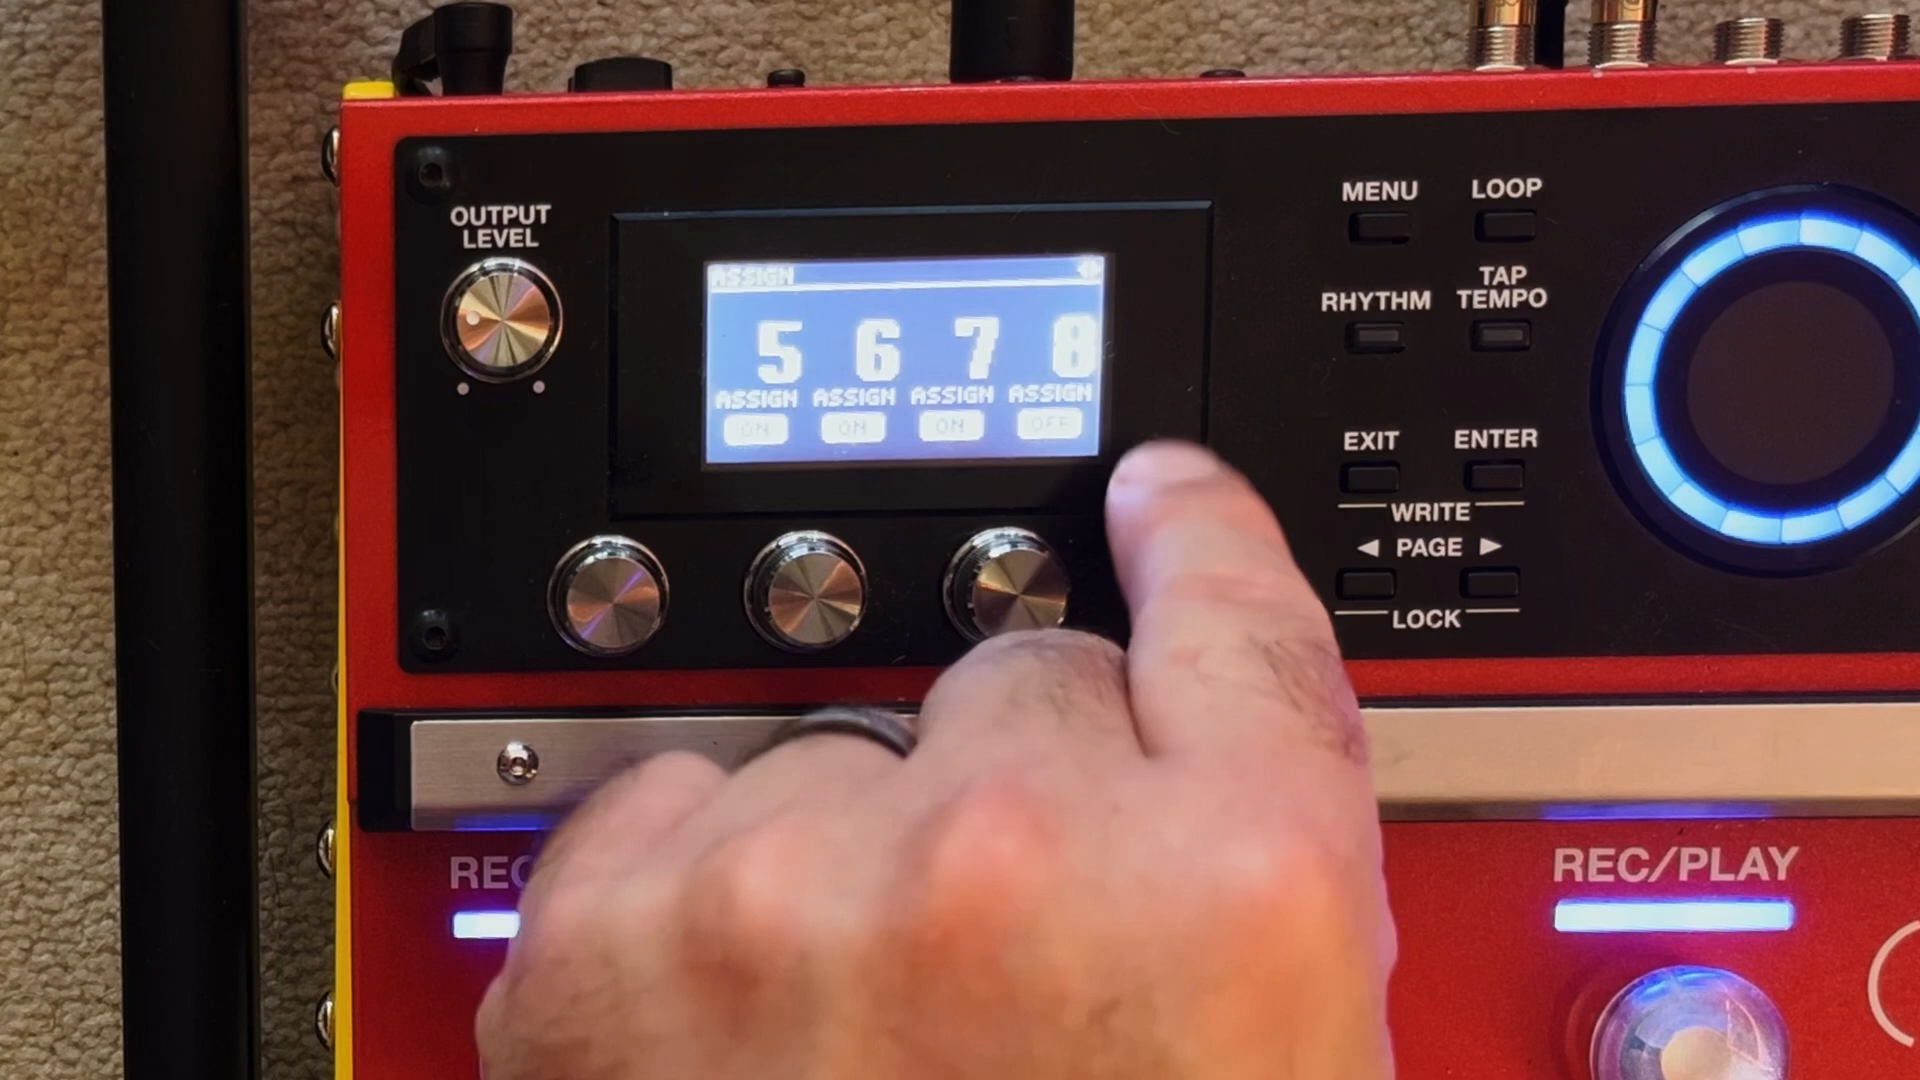 OUTPUT
LEVEL
ASSIGN
5 6 7 8
ASSIGN ASSIGN ASSIGN ASSIGN
ON ON ON OFF
MENU LOOP
RHYTHM TAP
TEMPO
EXIT ENTER
WRITE
◀ PAGE ▶
LOCK
REC
REC/PLAY